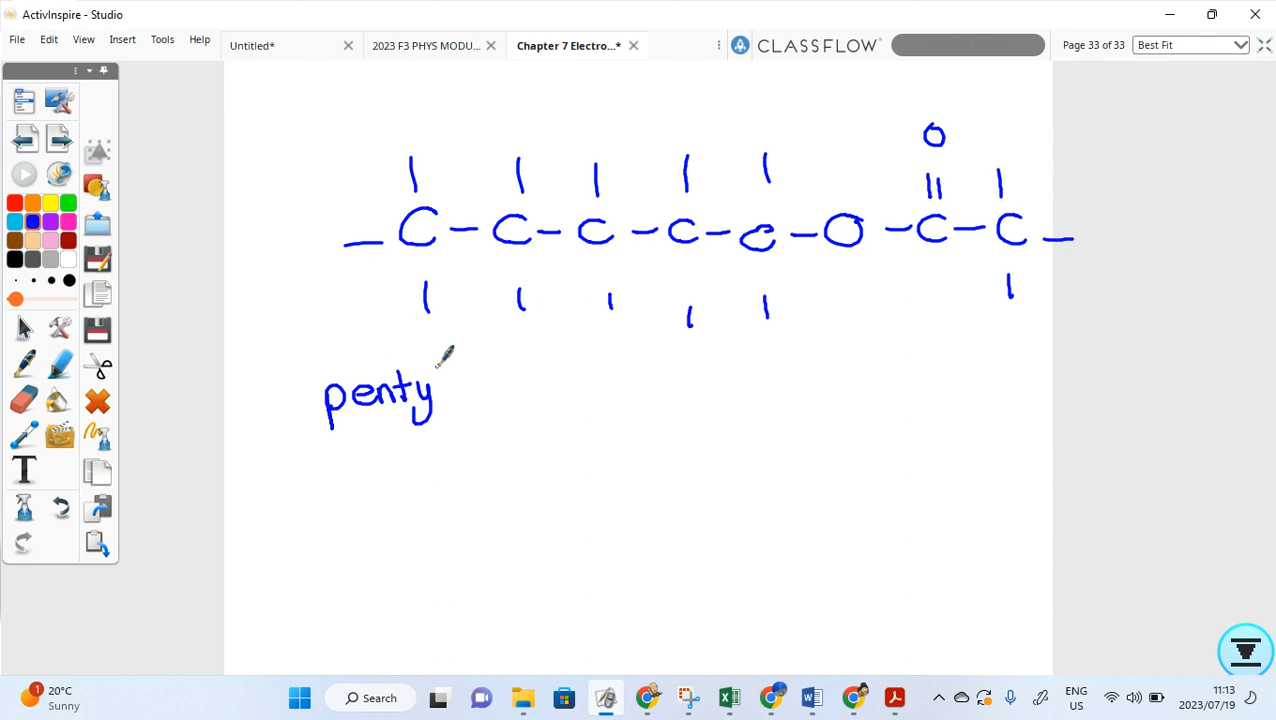 ActivInspire - Studio
File Edit View Insert Tools Help
Untitled* 2023 F3 PHYS MODU... Chapter 7 Electro...* CLASSFLOW Page 33 of 33 Best Fit
O
C - C - C - C - C - O - C - C -
penty
T
20°C
Sunny
Search
ENG
US
11:13
2023/07/19
1